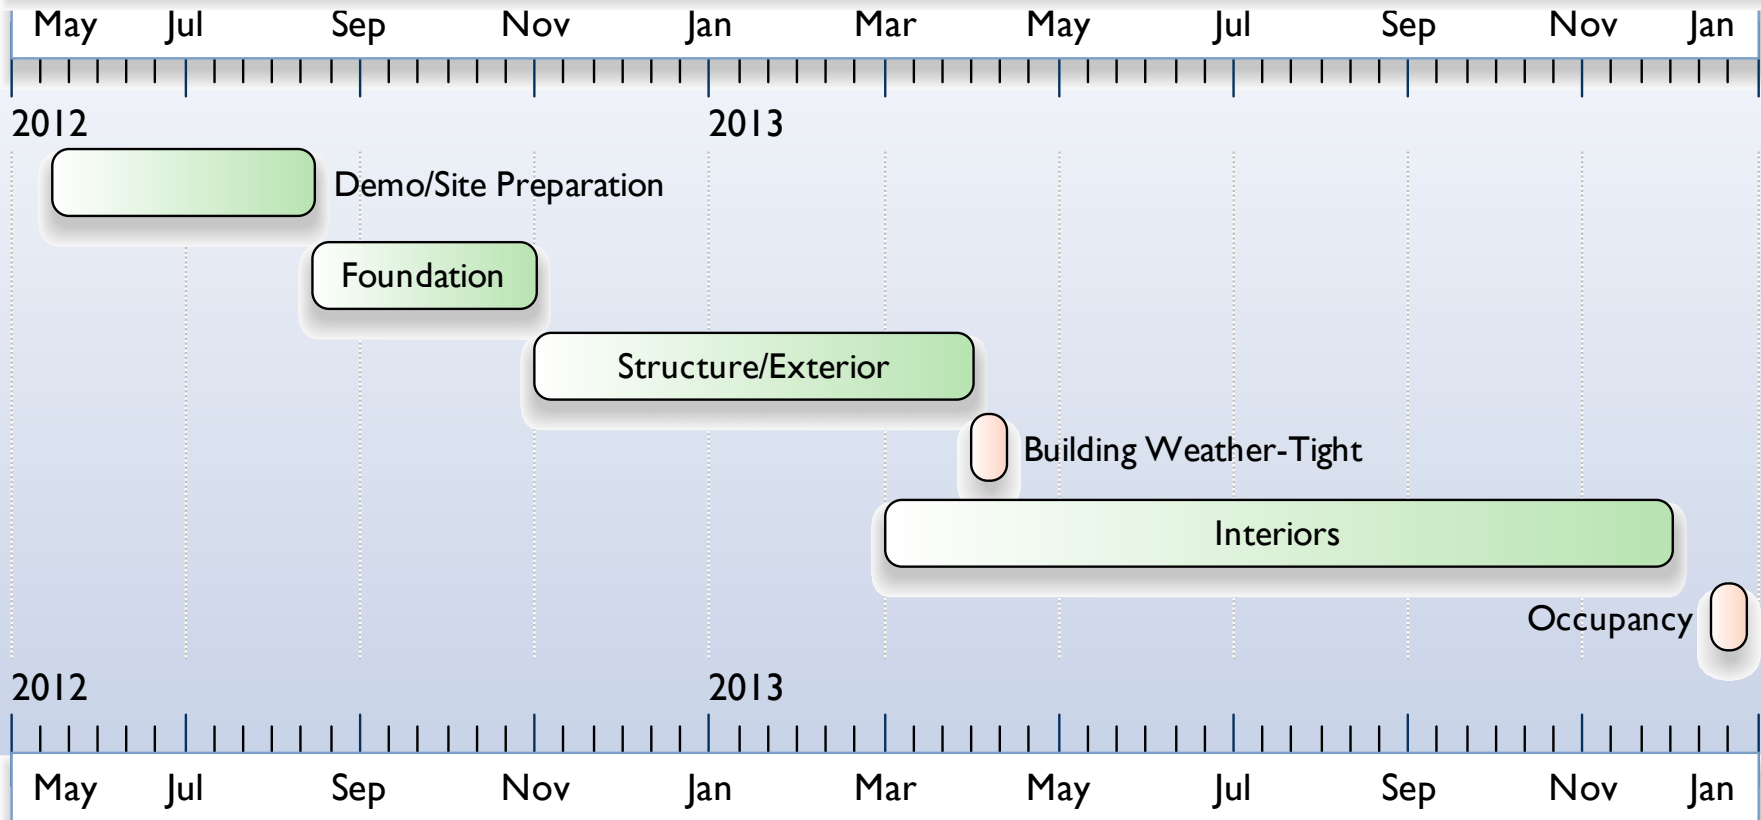 May Jul Sep Nov Jan Mar May Jul Sep Nov Jan
2012 2013
Demo/Site Preparation
Foundation
Structure/Exterior
Building Weather-Tight
Interiors
Occupancy
2012 2013
May Jul Sep Nov Jan Mar May Jul Sep Nov Jan